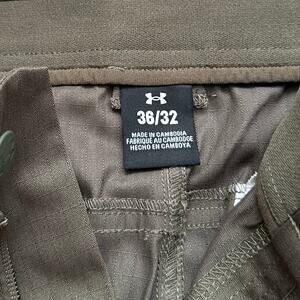 36/32
MADE IN CAMBODIA
FABRIQUÉ AU CAMBODGE
HECHO EN CAMBOYA